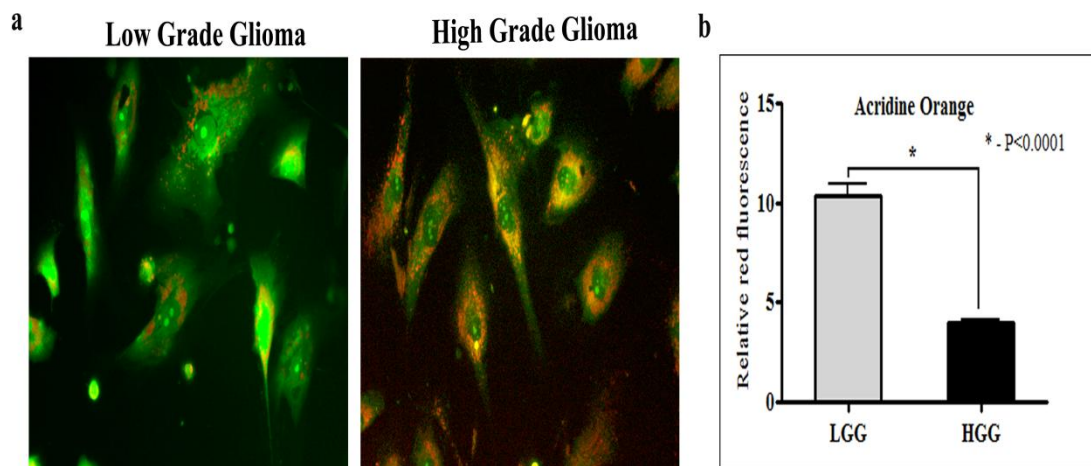 a
Low Grade Glioma
High Grade Glioma
b
Acridine Orange
* - P<0.0001
*
Relative red fluorescence
15
10
5
0
LGG
HGG